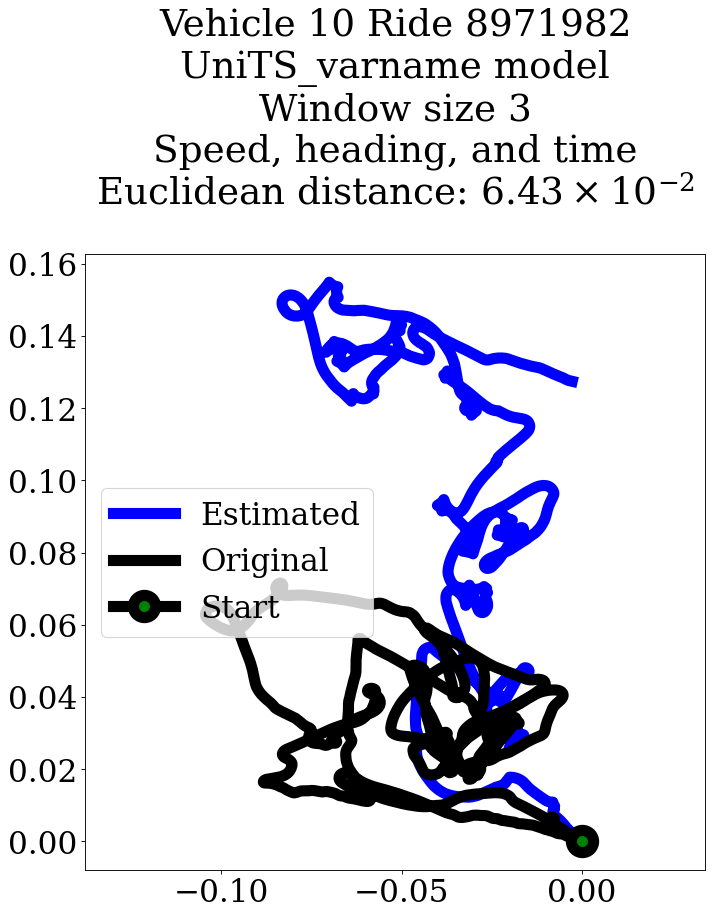 Vehicle 10 Ride 8971982
UniTS_varname model
Window size 3
Speed, heading, and time
Euclidean distance: 6.43 × 10⁻²
0.16
0.14
0.12
0.10
0.08
0.06
0.04
0.02
0.00
Estimated
Original
Start
−0.10 −0.05 0.00